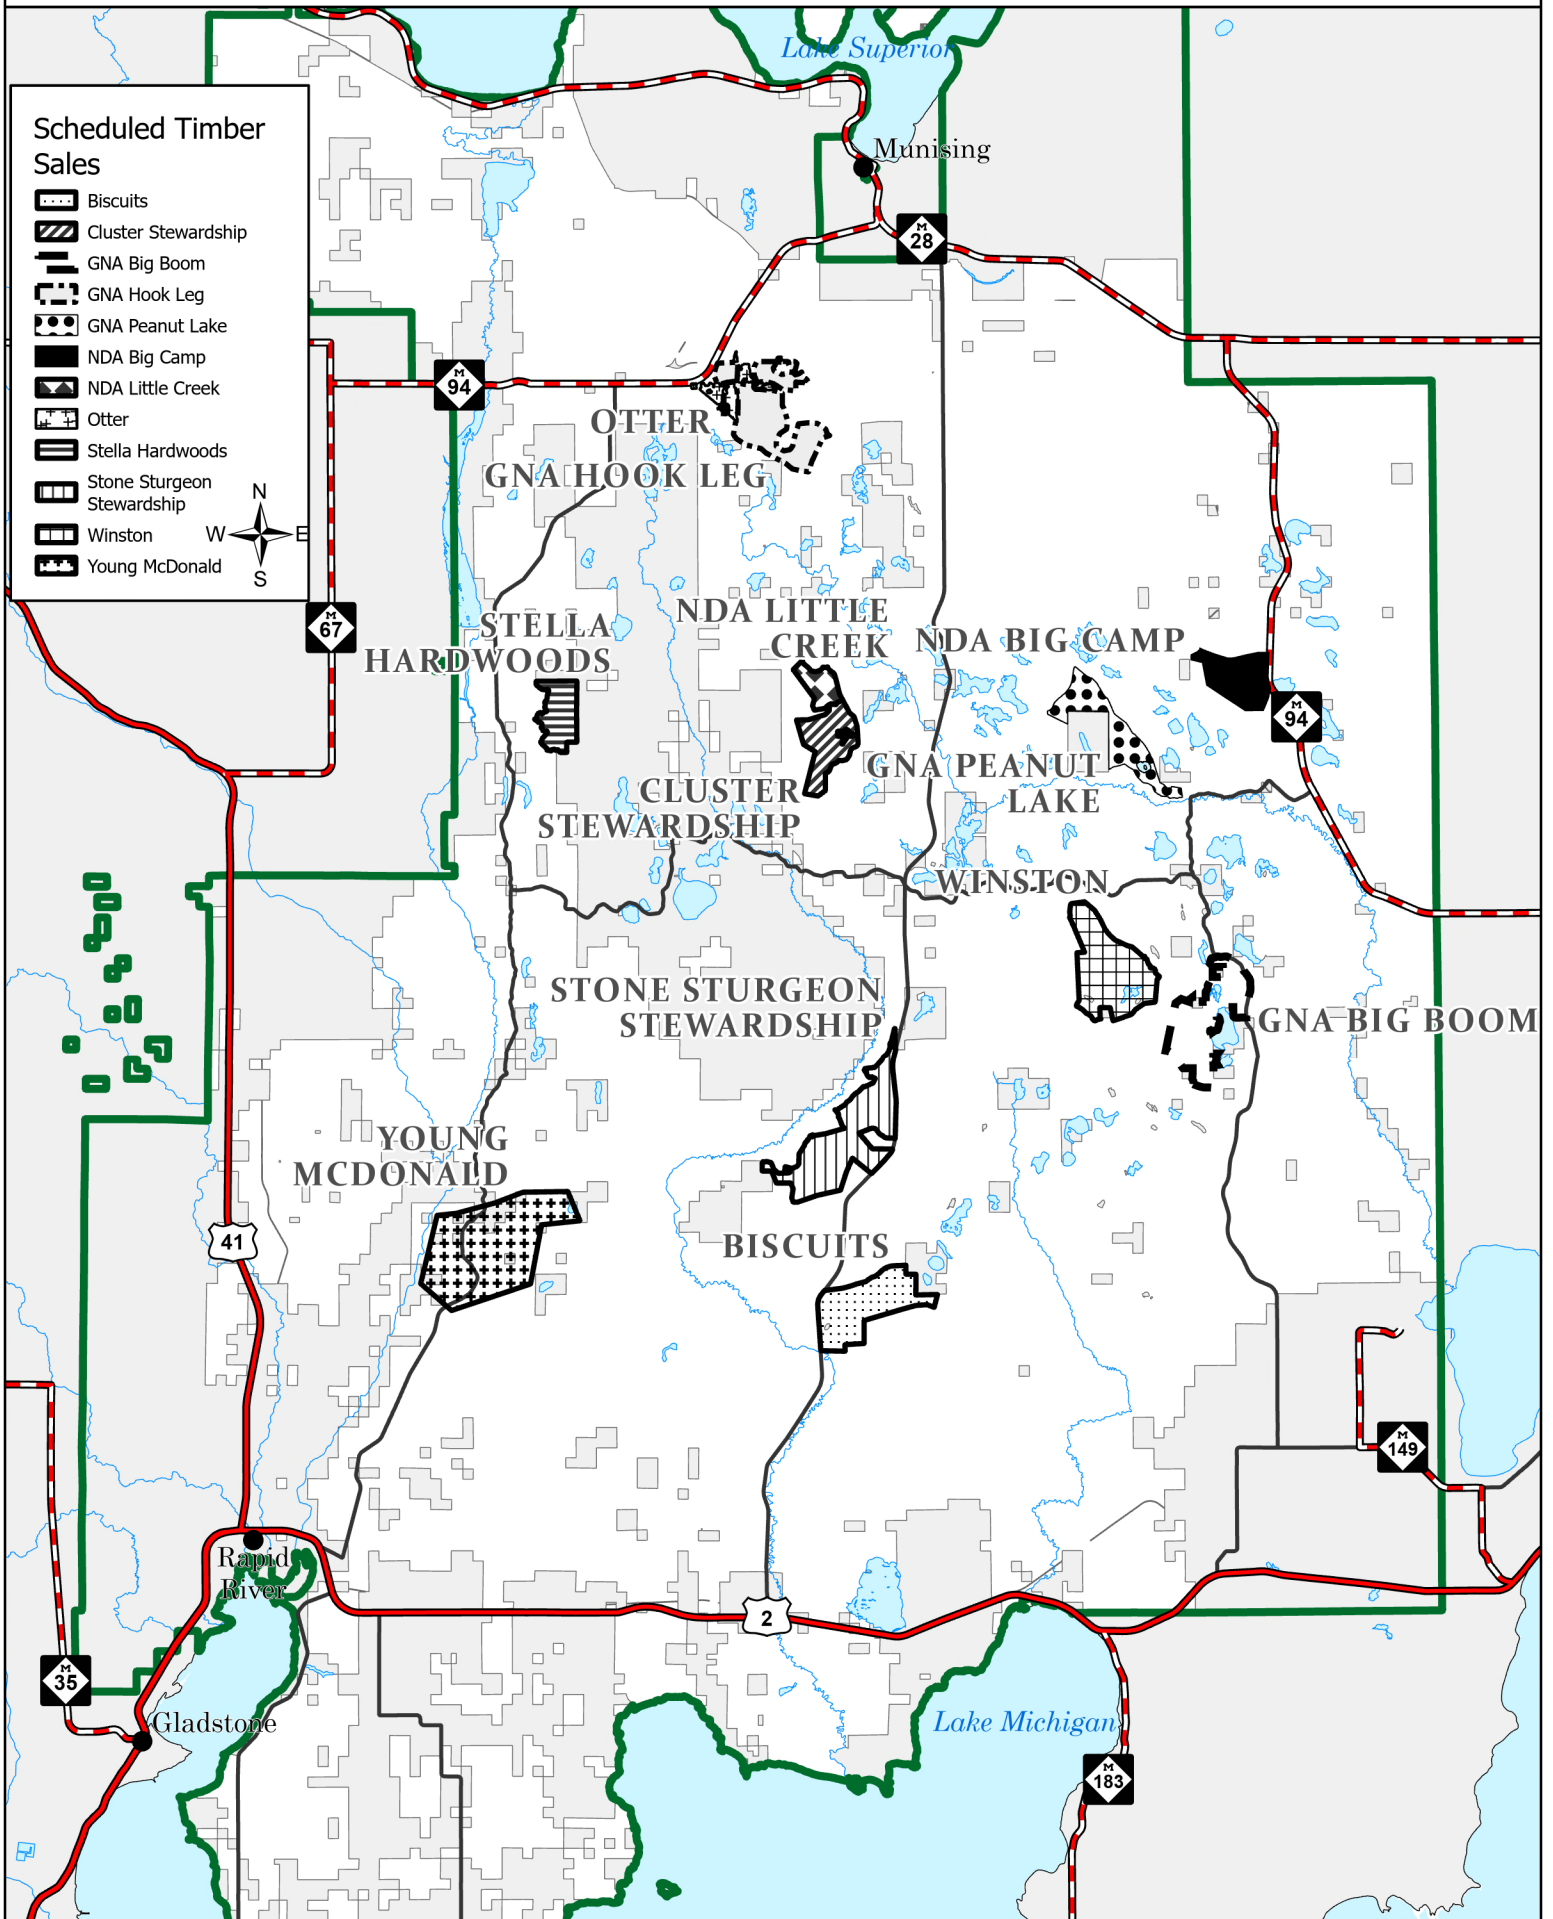 Lake Superior
Scheduled Timber
Sales
Biscuits
Cluster Stewardship
GNA Big Boom
GNA Hook Leg
GNA Peanut Lake
NDA Big Camp
NDA Little Creek
Otter
Stella Hardwoods
Stone Sturgeon
Stewardship
Winston
Young McDonald
N
W E
S
Munising
M
28
M
94
OTTER
GNA HOOK LEG
M
67
STELLA
HARDWOODS
NDA LITTLE
CREEK
NDA BIG CAMP
M
94
GNA PEANUT
LAKE
CLUSTER
STEWARDSHIP
WINSTON
STONE STURGEON
STEWARDSHIP
GNA BIG BOOM
YOUNG
MCDONALD
41
BISCUITS
M
149
Rapid
River
2
M
35
Gladstone
Lake Michigan
M
183